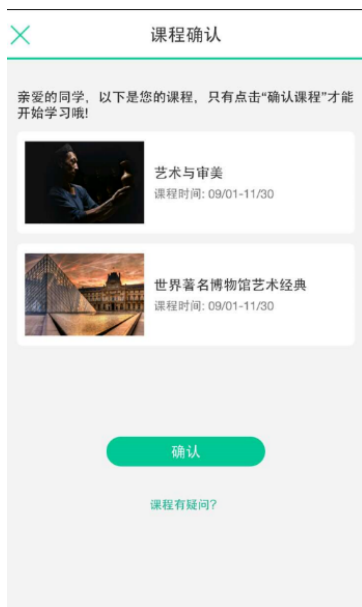 课程确认
亲爱的同学，以下是您的课程，只有点击“确认课程”才能
开始学习哦!
艺术与审美
课程时间: 09/01-11/30
世界著名博物馆艺术经典
课程时间: 09/01-11/30
确认
课程有疑问?